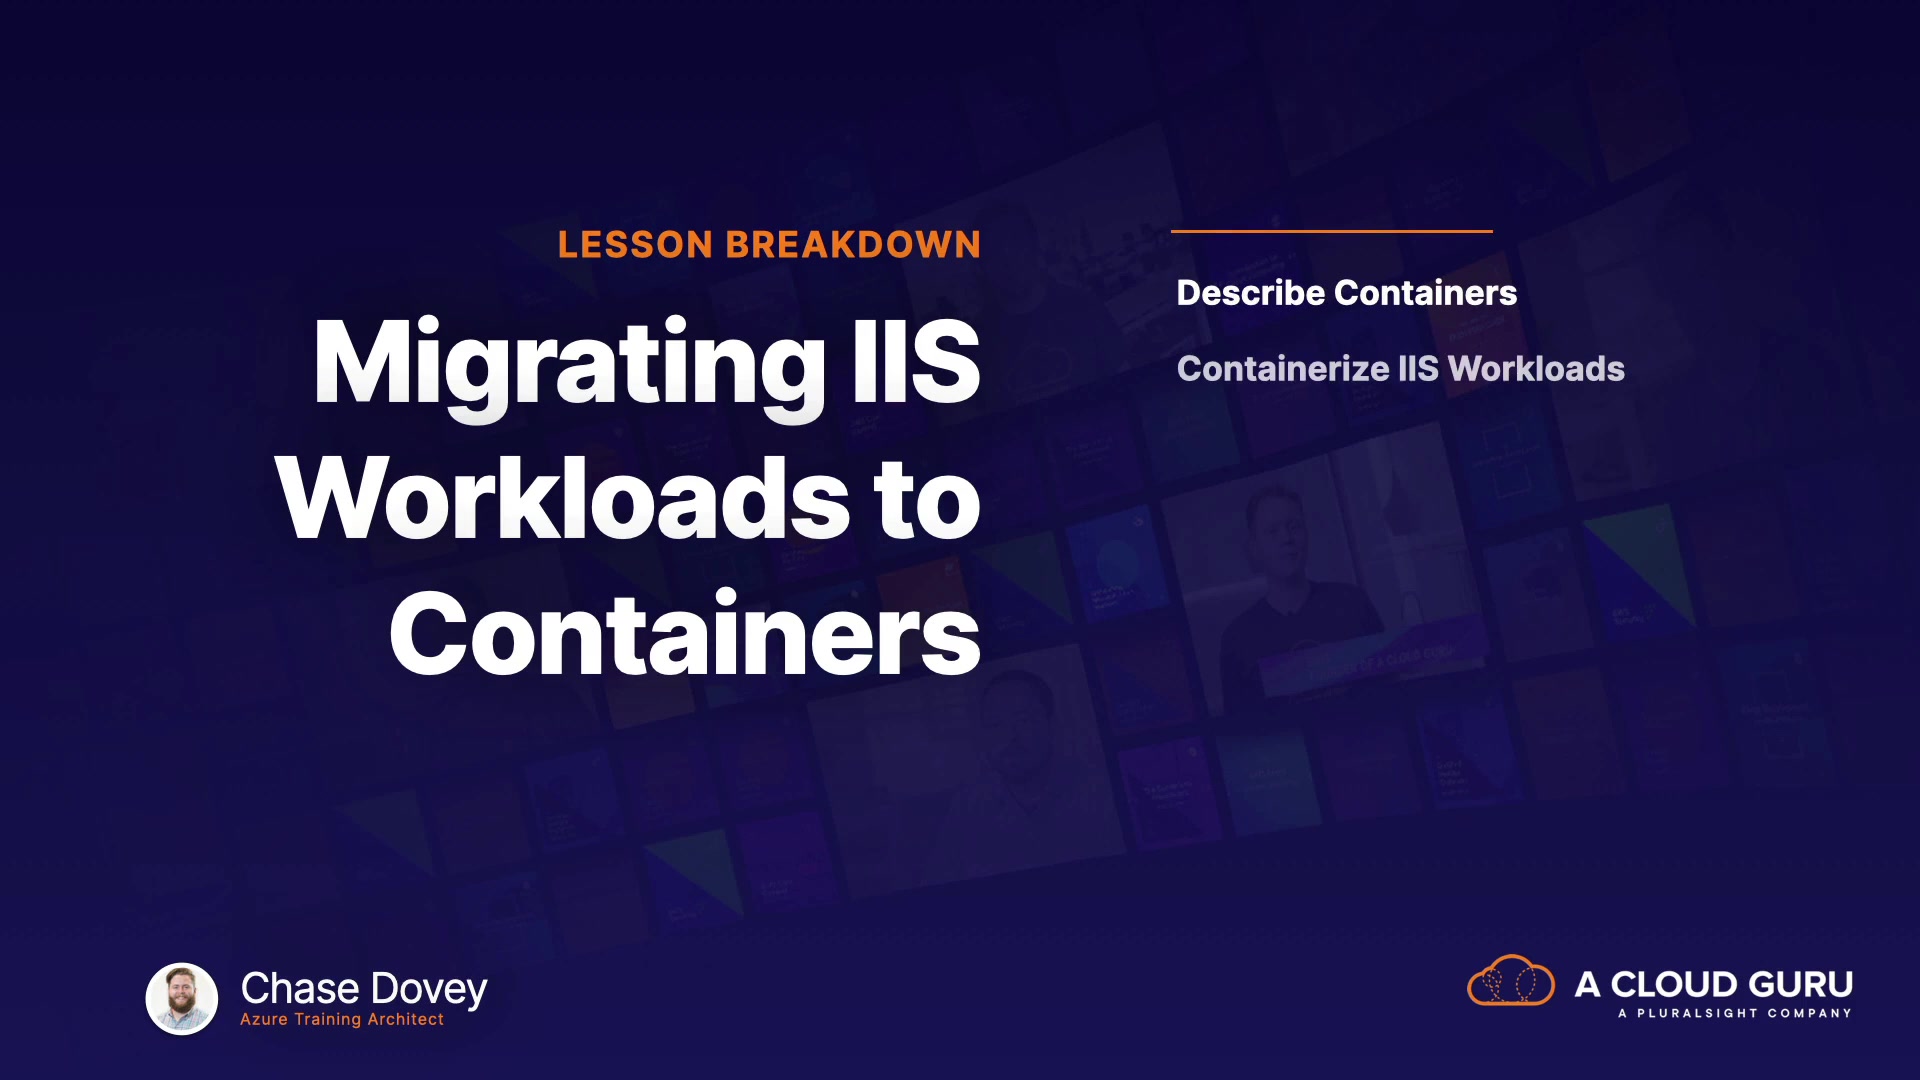 LESSON BREAKDOWN
Migrating IIS
Workloads to
Containers
Describe Containers
Containerize IIS Workloads
Chase Dovey
Azure Training Architect
A CLOUD GURU
A PLURALSIGHT COMPANY